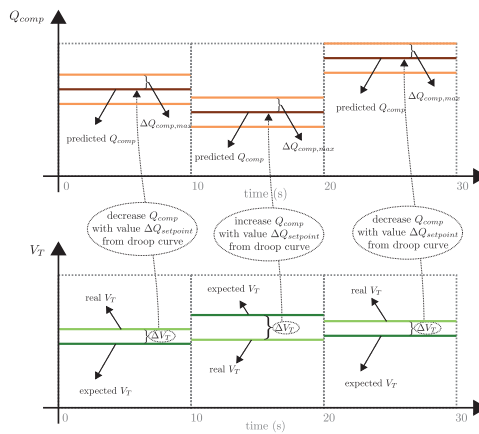 Q_comp
ΔQ_comp,max
predicted Q_comp
ΔQ_comp,max
predicted Q_comp
ΔQ_comp,max
predicted Q_comp
0 10 20 30
time (s)
decrease Q_comp
with value ΔQ_setpoint
from droop curve
increase Q_comp
with value ΔQ_setpoint
from droop curve
decrease Q_comp
with value ΔQ_setpoint
from droop curve
V_T
real V_T
expected V_T
real V_T
ΔV_T
ΔV_T
ΔV_T
expected V_T
real V_T
expected V_T
0 10 20 30
time (s)